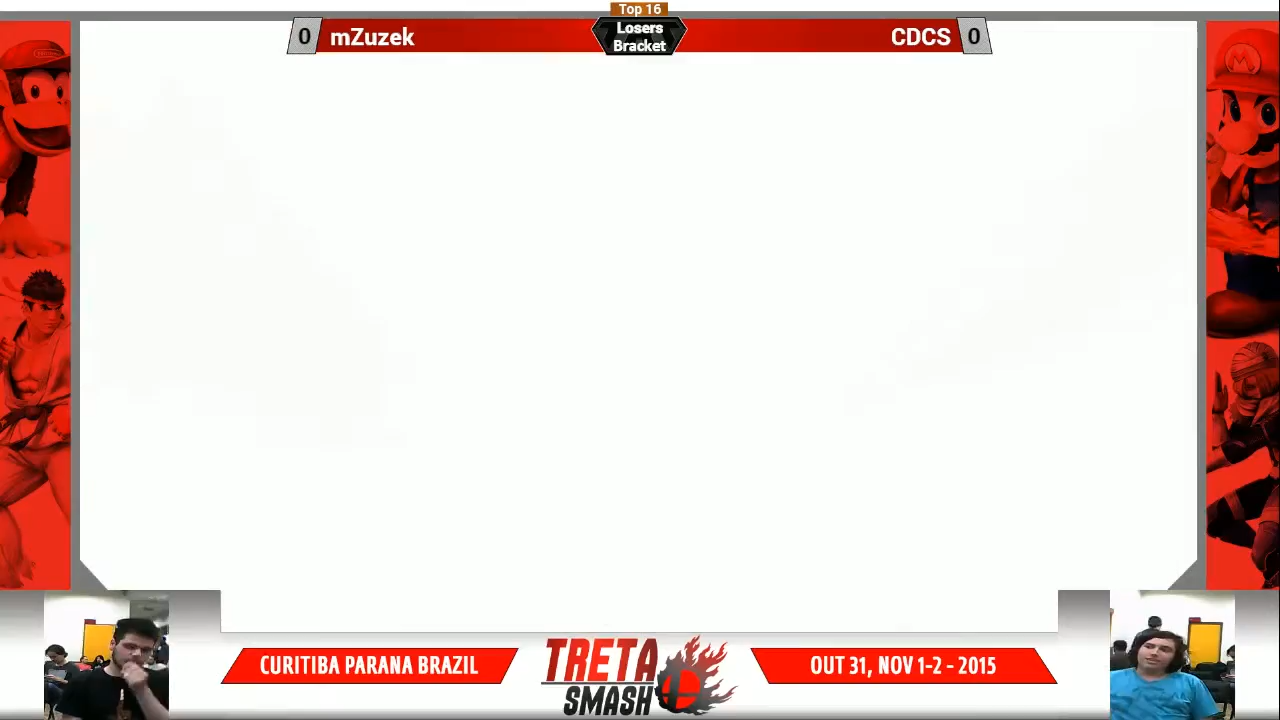 Top 16
0 mZuzek
Losers
Bracket
CDCS 0
CURITIBA PARANA BRAZIL
TRETA
SMASH
OUT 31, NOV 1-2 - 2015